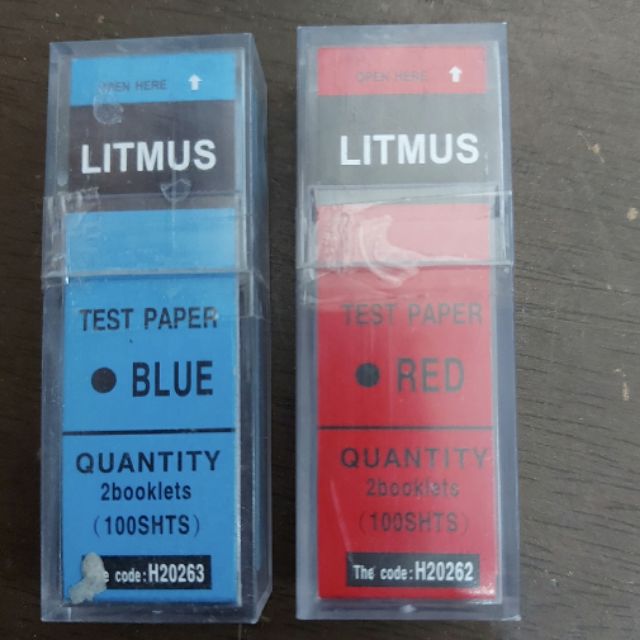 OPEN HERE
LITMUS
TEST PAPER
BLUE
QUANTITY
2booklets
(100SHTS)
The code:H20263
OPEN HERE
LITMUS
TEST PAPER
RED
QUANTITY
2booklets
(100SHTS)
The code:H20262